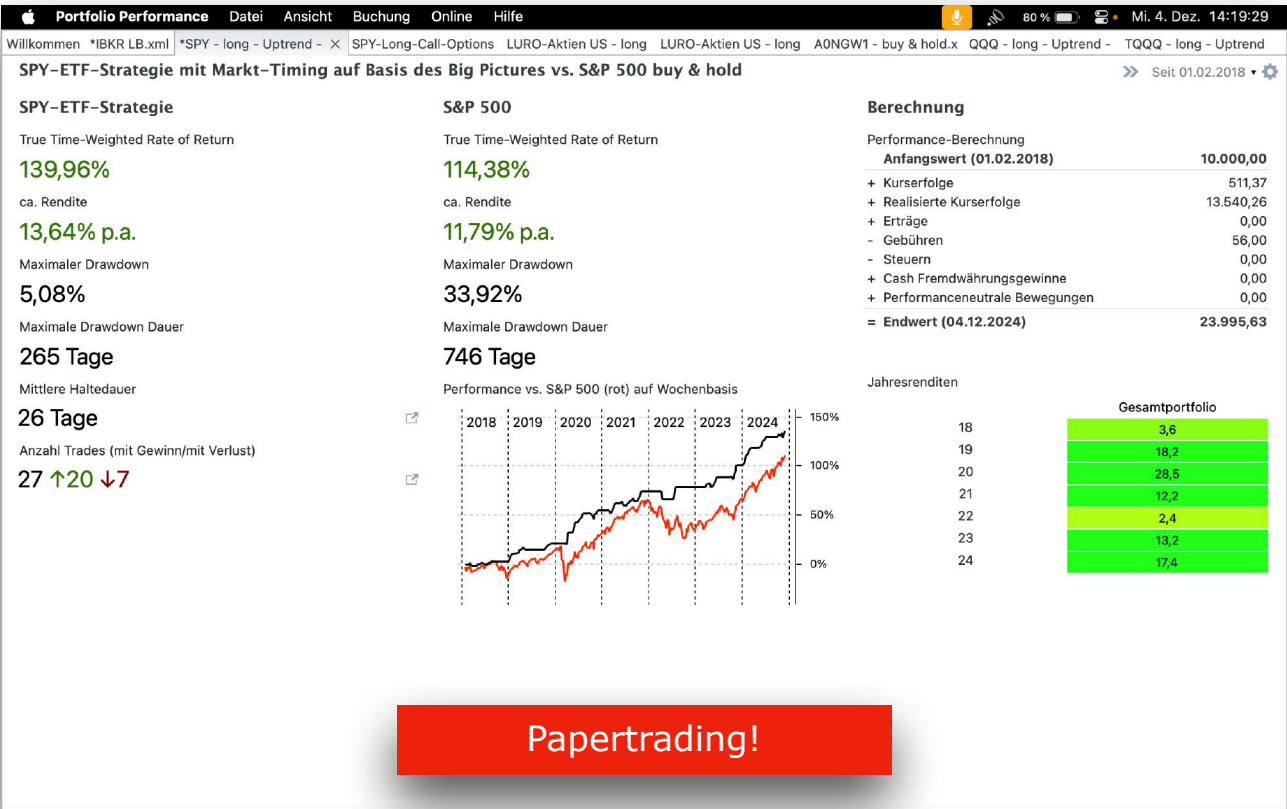 Portfolio Performance Datei Ansicht Buchung Online Hilfe 80 % Mi. 4. Dez. 14:19:29
Willkommen *IBKR LB.xml *SPY - long - Uptrend - SPY-Long-Call-Options LURO-Aktien US - long LURO-Aktien US - long A0NGW1 - buy & hold.x QQQ - long - Uptrend - TQQQ - long - Uptrend
SPY-ETF-Strategie mit Markt-Timing auf Basis des Big Pictures vs. S&P 500 buy & hold
Seit 01.02.2018
SPY-ETF-Strategie
True Time-Weighted Rate of Return
139,96%
ca. Rendite
13,64% p.a.
Maximaler Drawdown
5,08%
Maximale Drawdown Dauer
265 Tage
Mittlere Haltedauer
26 Tage
Anzahl Trades (mit Gewinn/mit Verlust)
27 ↑20 ↓7
S&P 500
True Time-Weighted Rate of Return
114,38%
ca. Rendite
11,79% p.a.
Maximaler Drawdown
33,92%
Maximale Drawdown Dauer
746 Tage
Performance vs. S&P 500 (rot) auf Wochenbasis
2018 2019 2020 2021 2022 2023 2024
150%
100%
50%
0%
Berechnung
Performance-Berechnung
Anfangswert (01.02.2018) 10.000,00
+ Kurserfolge 511,37
+ Realisierte Kurserfolge 13.540,26
+ Erträge 0,00
- Gebühren 56,00
- Steuern 0,00
+ Cash Fremdwährungsgewinne 0,00
+ Performanceneutrale Bewegungen 0,00
= Endwert (04.12.2024) 23.995,63
Jahresrenditen
Gesamtportfolio
18 3,6
19 18,2
20 28,5
21 12,2
22 2,4
23 13,2
24 17,4
Papertrading!